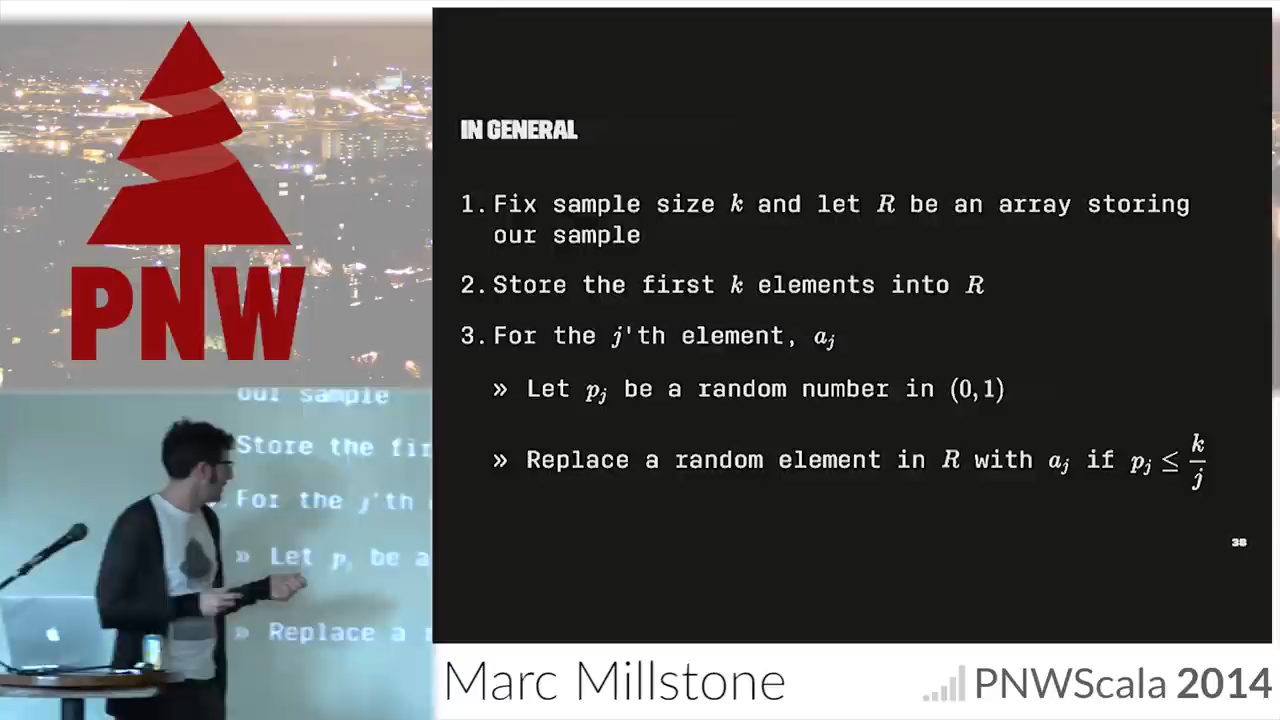 PNW
IN GENERAL
1. Fix sample size k and let R be an array storing
our sample
2. Store the first k elements into R
3. For the j'th element, a_j
» Let p_j be a random number in (0,1)
» Replace a random element in R with a_j if p_j ≤ k/j
38
our sample
Store the fir
For the j'th
» Let p_j be a
» Replace a
Marc Millstone
PNWScala 2014